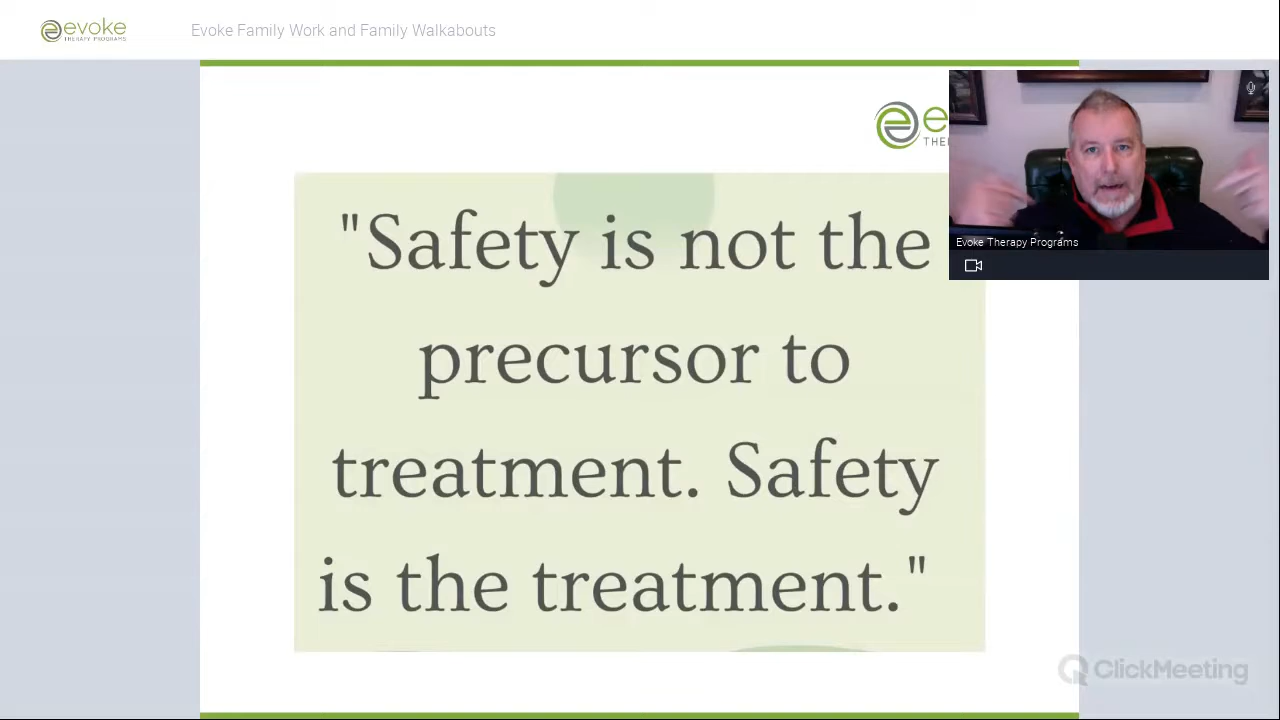 evoke
THERAPY PROGRAMS
Evoke Family Work and Family Walkabouts
e
THE
"Safety is not the
precursor to
treatment. Safety
is the treatment."
Evoke Therapy Programs
ClickMeeting